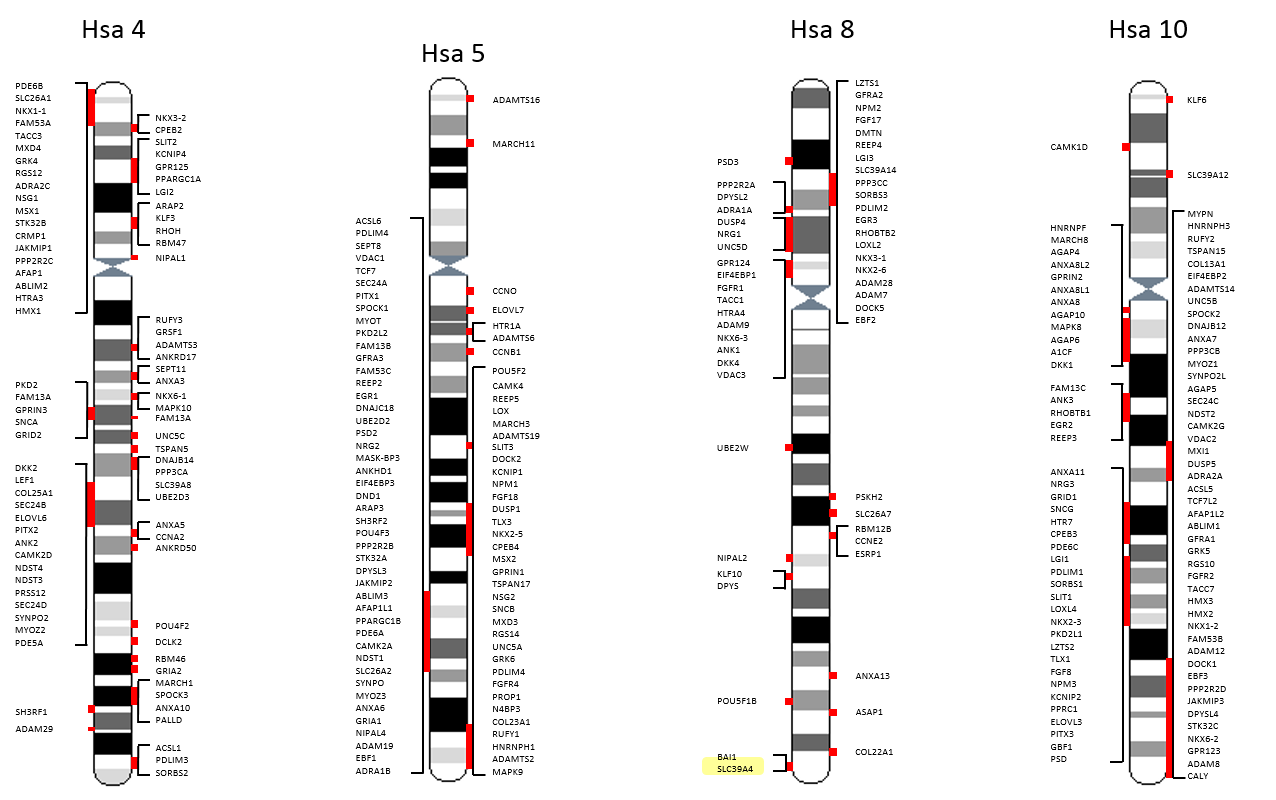 Hsa 4
PDE6B
SLC26A1
NKX1-1
FAM53A
TACC3
MXD4
GRK4
RGS12
ADRA2C
NSG1
MSX1
STK32B
CRMP1
JAKMIP1
PPP2R2C
AFAP1
ABLIM2
HTRA3
HMX1
PKD2
FAM13A
GPRIN3
SNCA
GRID2
DKK2
LEF1
COL25A1
SEC24B
ELOVL6
PITX2
ANK2
CAMK2D
NDST4
NDST3
PRSS12
SEC24D
SYNPO2
MYOZ2
PDE5A
SH3RF1
ADAM29
NKX3-2
CPEB2
SLIT2
KCNIP4
GPR125
PPARGC1A
LGI2
ARAP2
KLF3
RHOH
RBM47
NIPAL1
RUFY3
GRSF1
ADAMTS3
ANKRD17
SEPT11
ANXA3
NKX6-1
MAPK10
FAM13A
UNC5C
TSPAN5
DNAJB14
PPP3CA
SLC39A8
UBE2D3
ANXA5
CCNA2
ANKRD50
POU4F2
DCLK2
RBM46
GRIA2
MARCH1
SPOCK3
ANXA10
PALLD
ACSL1
PDLIM3
SORBS2
Hsa 5
ACSL6
PDLIM4
SEPT8
VDAC1
TCF7
SEC24A
PITX1
SPOCK1
MYOT
PKD2L2
FAM13B
GFRA3
FAM53C
REEP2
EGR1
DNAJC18
UBE2D2
PSD2
NRG2
MASK-BP3
ANKHD1
EIF4EBP3
DND1
ARAP3
SH3RF2
POU4F3
PPP2R2B
STK32A
DPYSL3
JAKMIP2
ABLIM3
AFAP1L1
PPARGC1B
PDE6A
CAMK2A
NDST1
SLC26A2
SYNPO
MYOZ3
ANXA6
GRIA1
NIPAL4
ADAM19
EBF1
ADRA1B
ADAMTS16
MARCH11
CCNO
ELOVL7
HTR1A
ADAMTS6
CCNB1
POU5F2
CAMK4
REEP5
LOX
MARCH3
ADAMTS19
SLIT3
DOCK2
KCNIP1
NPM1
FGF18
DUSP1
TLX3
NKX2-5
CPEB4
MSX2
GPRIN1
TSPAN17
NSG2
SNCB
MXD3
RGS14
UNC5A
GRK6
PDLIM4
FGFR4
PROP1
N4BP3
COL23A1
RUFY1
HNRNPH1
ADAMTS2
MAPK9
Hsa 8
PSD3
PPP2R2A
DPYSL2
ADRA1A
DUSP4
NRG1
UNC5D
GPR124
EIF4EBP1
FGFR1
TACC1
HTRA4
ADAM9
NKX6-3
ANK1
DKK4
VDAC3
UBE2W
NIPAL2
KLF10
DPYS
POU5F1B
BAI1
SLC39A4
LZTS1
GFRA2
NPM2
FGF17
DMTN
REEP4
LGI3
SLC39A14
PPP3CC
SORBS3
PDLIM2
EGR3
RHOBTB2
LOXL2
NKX3-1
NKX2-6
ADAM28
ADAM7
DOCK5
EBF2
PSKH2
SLC26A7
RBM12B
CCNE2
ESRP1
ANXA13
ASAP1
COL22A1
Hsa 10
CAMK1D
HNRNPF
MARCH8
AGAP4
ANXA8L2
GPRIN2
ANXA8L1
ANXA8
AGAP10
MAPK8
AGAP6
A1CF
DKK1
FAM13C
ANK3
RHOBTB1
EGR2
REEP3
ANXA11
NRG3
GRID1
SNCG
HTR7
CPEB3
PDE6C
LGI1
PDLIM1
SORBS1
SLIT1
LOXL4
NKX2-3
PKD2L1
LZTS2
TLX1
FGF8
NPM3
KCNIP2
PPRC1
ELOVL3
PITX3
GBF1
PSD
KLF6
SLC39A12
MYPN
HNRNPH3
RUFY2
TSPAN15
COL13A1
EIF4EBP2
ADAMTS14
UNC5B
SPOCK2
DNAJB12
ANXA7
PPP3CB
MYOZ1
SYNPO2L
AGAP5
SEC24C
NDST2
CAMK2G
VDAC2
MXI1
DUSP5
ADRA2A
ACSL5
TCF7L2
AFAP1L2
ABLIM1
GFRA1
GRK5
RGS10
FGFR2
TACC7
HMX3
HMX2
NKX1-2
FAM53B
ADAM12
DOCK1
EBF3
PPP2R2D
JAKMIP3
DPYSL4
STK32C
NKX6-2
GPR123
ADAM8
CALY